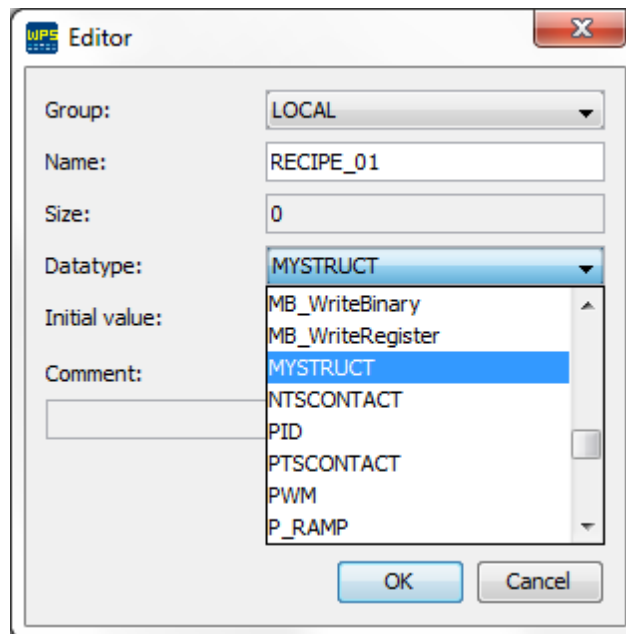 WPS Editor
Group: LOCAL
Name: RECIPE_01
Size: 0
Datatype: MYSTRUCT
MB_WriteBinary
Initial value:
MB_WriteRegister
MYSTRUCT
Comment:
NTSCONTACT
PID
PTSCONTACT
PWM
P_RAMP
OK Cancel